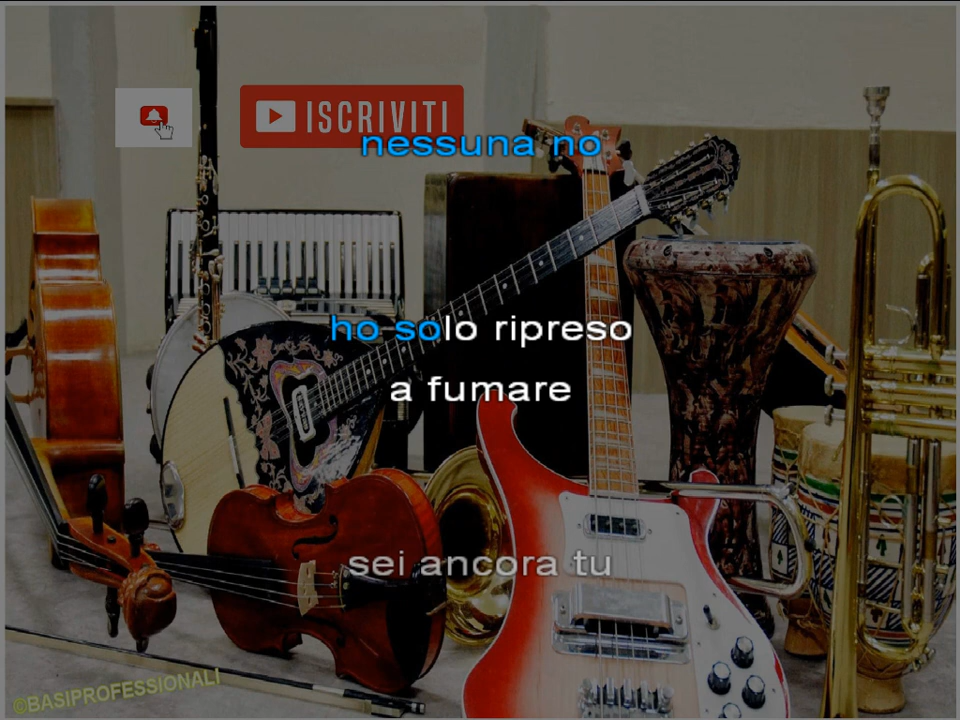 ISCRIVITI
nessuna no
ho solo ripreso
a fumare
sei ancora tu
©BASIPROFESSIONALI